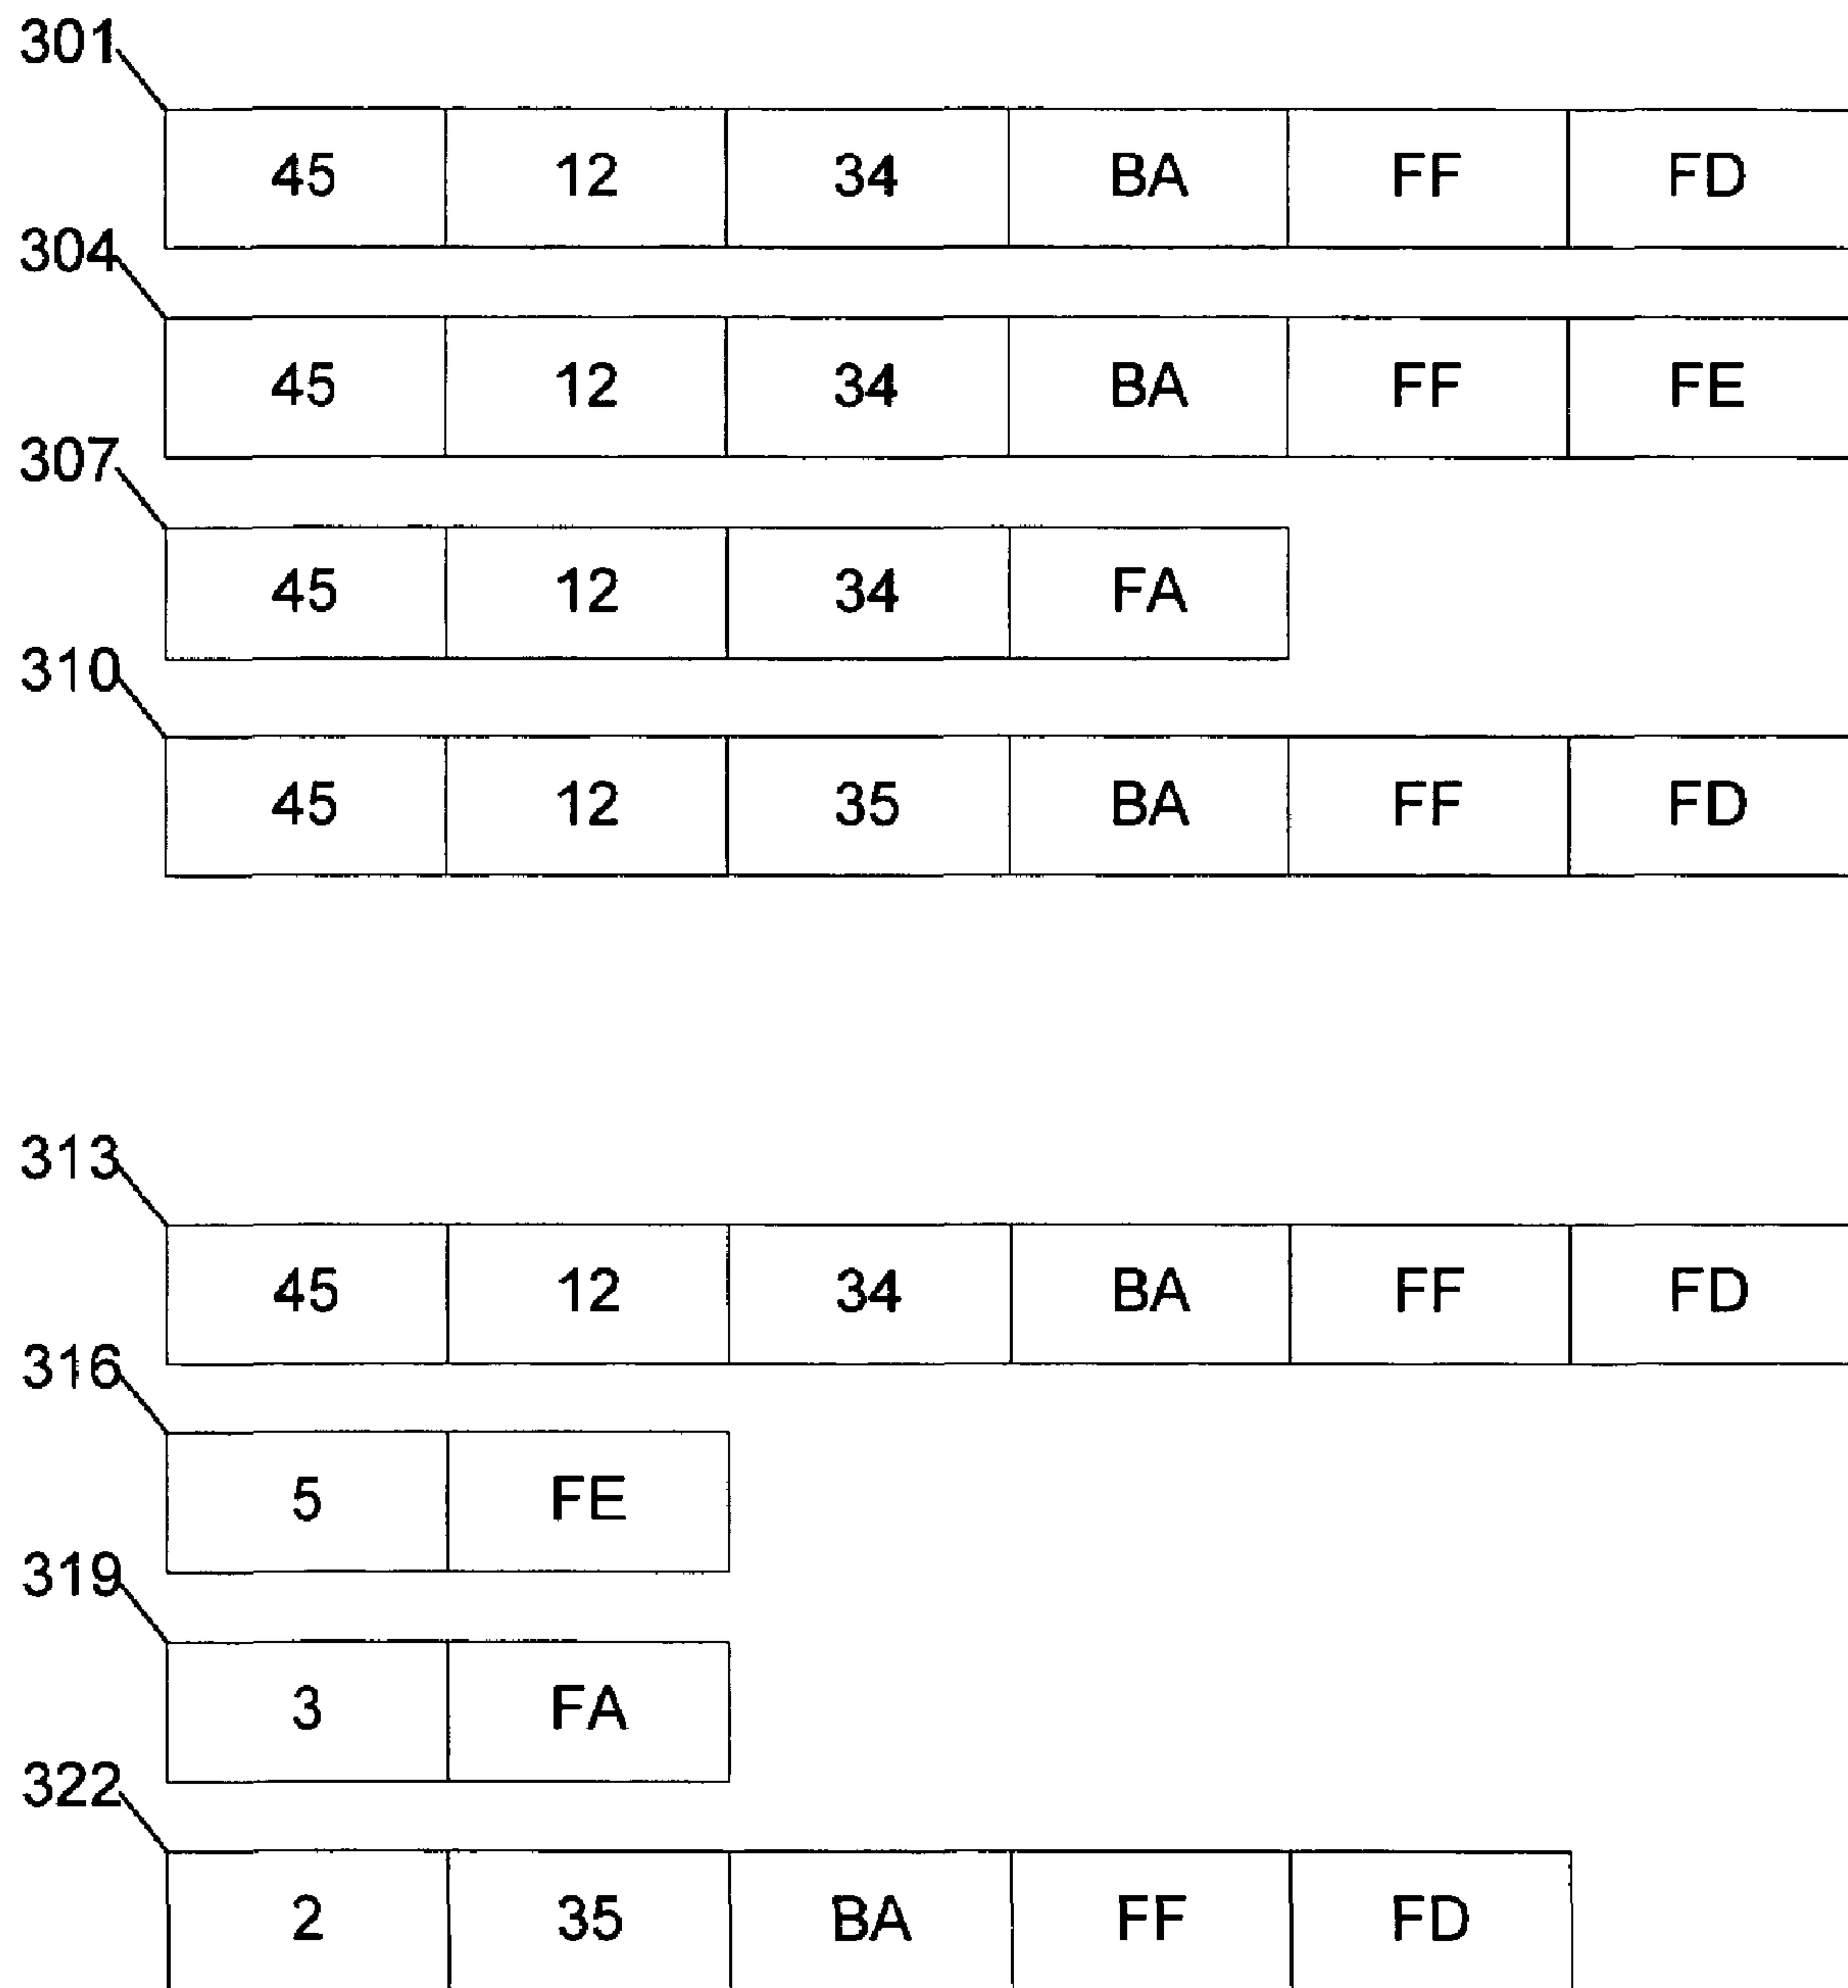 301
45 12 34 BA FF FD
304
45 12 34 BA FF FE
307
45 12 34 FA
310
45 12 35 BA FF FD
313
45 12 34 BA FF FD
316
5 FE
319
3 FA
322
2 35 BA FF FD